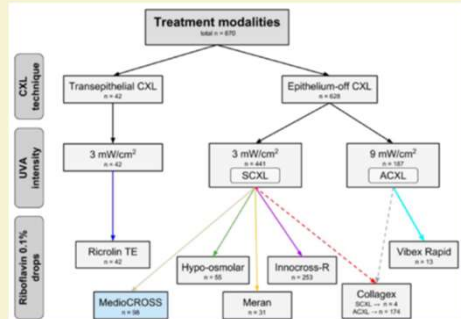 Treatment modalities
total n = 670
CXL
technique
Transepithelial CXL
n = 42
Epithelium-off CXL
n = 628
UVA
intensity
3 mW/cm²
n = 42
3 mW/cm²
n = 441
SCXL
9 mW/cm²
n = 187
ACXL
Riboflavin 0.1%
drops
Ricrolin TE
n = 42
Hypo-osmolar
n = 55
Innocross-R
n = 253
Vibex Rapid
n = 13
MedioCROSS
n = 98
Meran
n = 31
Collagex
SCXL → n = 4
ACXL → n = 174